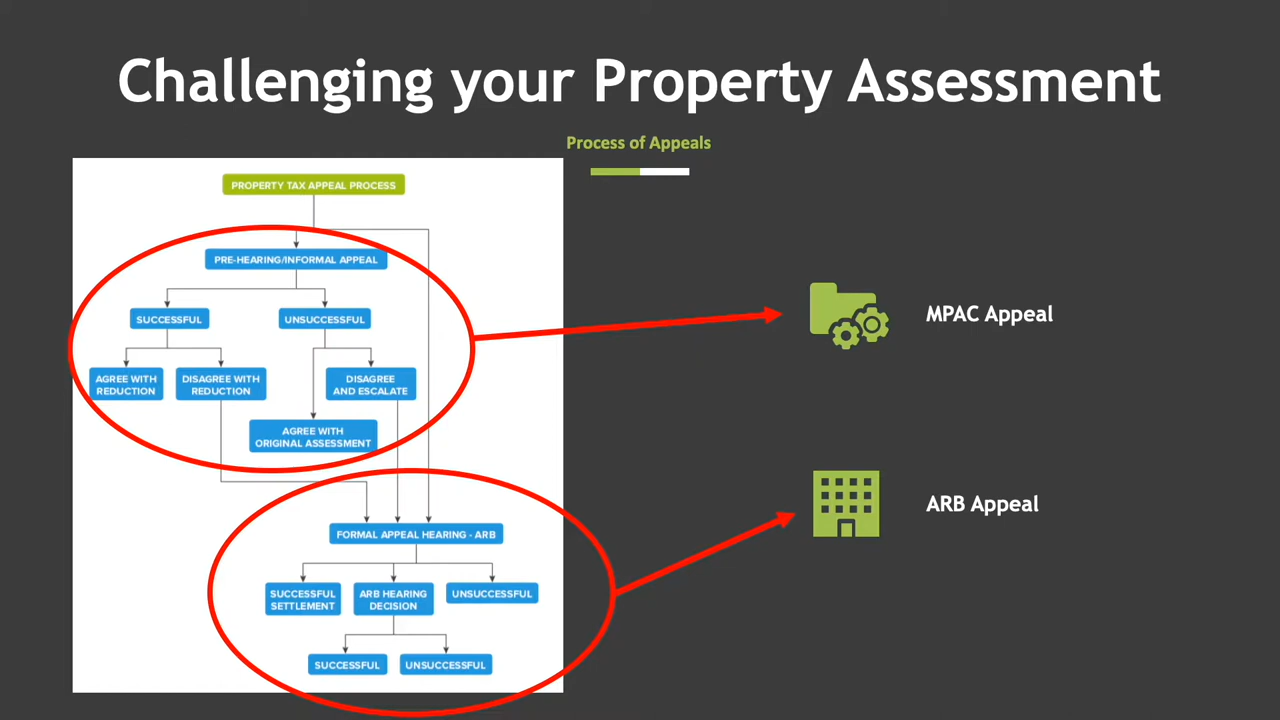 Challenging your Property Assessment
Process of Appeals
PROPERTY TAX APPEAL PROCESS
PRE-HEARING/INFORMAL APPEAL
SUCCESSFUL
UNSUCCESSFUL
AGREE WITH
REDUCTION
DISAGREE WITH
REDUCTION
DISAGREE
AND ESCALATE
AGREE WITH
ORIGINAL ASSESSMENT
FORMAL APPEAL HEARING - ARB
SUCCESSFUL
SETTLEMENT
ARB HEARING
DECISION
UNSUCCESSFUL
SUCCESSFUL
UNSUCCESSFUL
MPAC Appeal
ARB Appeal